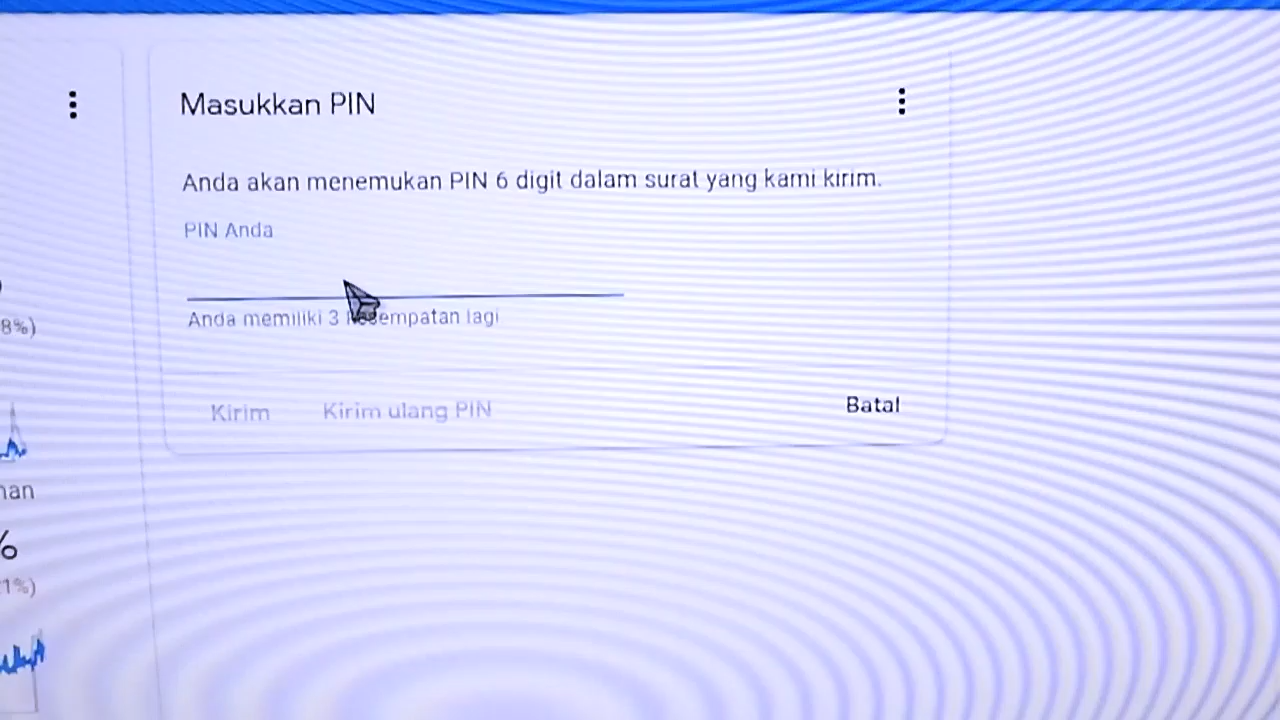 Masukkan PIN
Anda akan menemukan PIN 6 digit dalam surat yang kami kirim.
PIN Anda
Anda memiliki 3 kesempatan lagi
Kirim
Kirim ulang PIN
Batal
8%)
nan
%
1%)